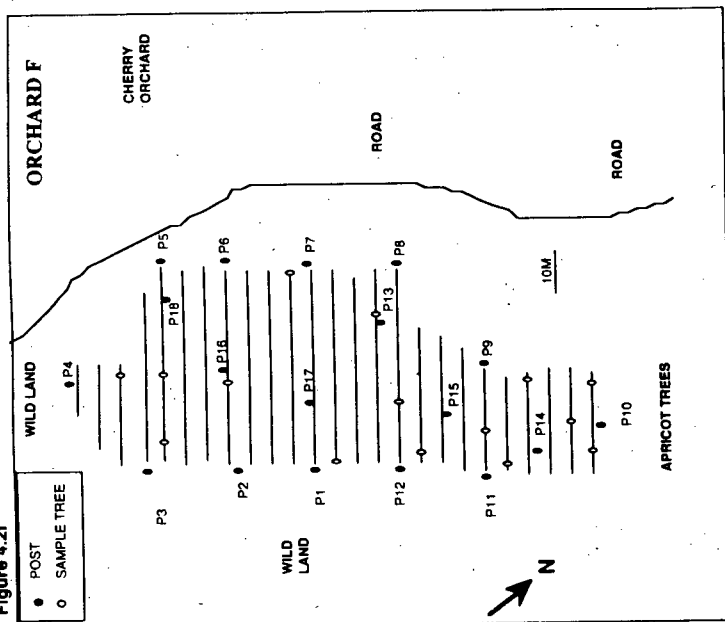 Figure 4.2f
● POST
○ SAMPLE TREE
ORCHARD F
CHERRY
ORCHARD
WILD LAND
ROAD
ROAD
P4
P5
P18
P3
P6
P16
P2
P7
P17
P1
P8
P13
P12
P15
P9
P11
P14
P10
10M
WILD
LAND
APRICOT TREES
N